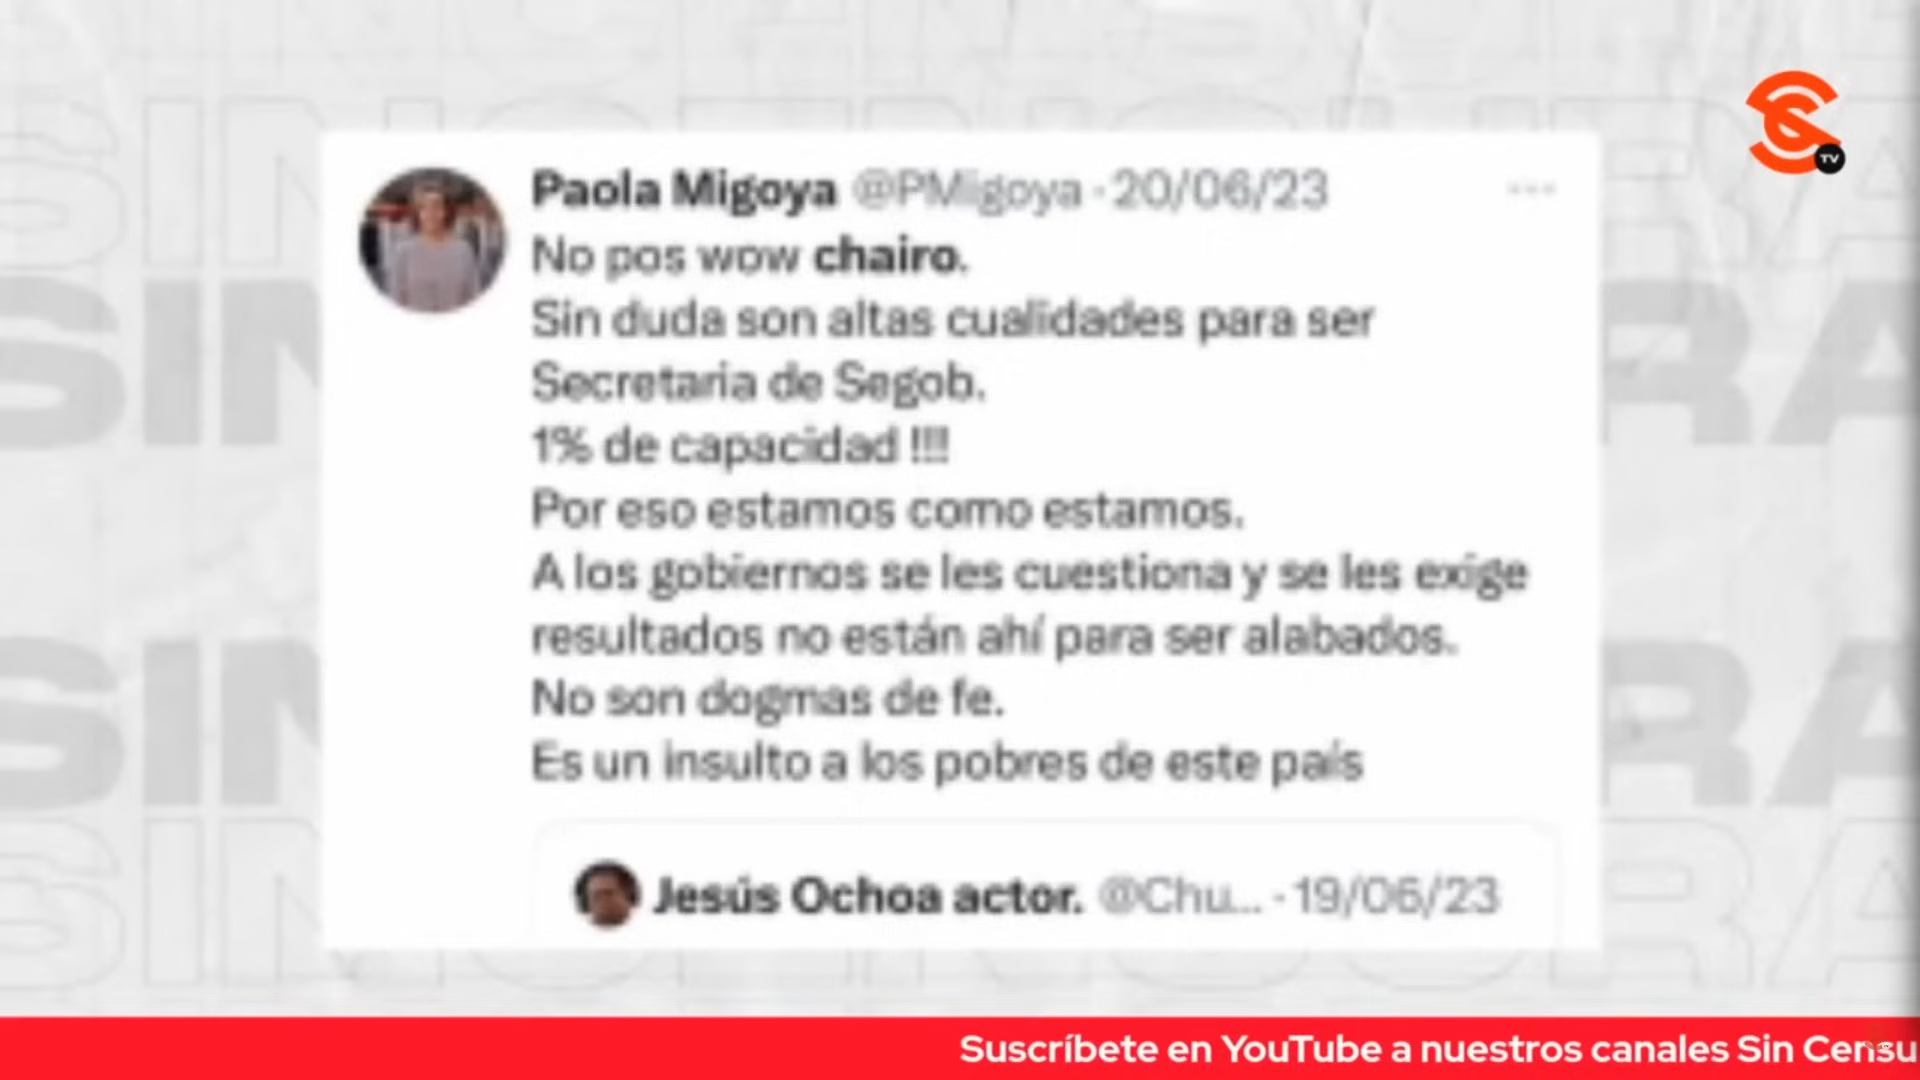 TV
Paola Migoya @PMigoya · 20/06/23
No pos wow chairo.
Sin duda son altas cualidades para ser
Secretaria de Segob.
1% de capacidad !!!
Por eso estamos como estamos.
A los gobiernos se les cuestiona y se les exige
resultados no están ahí para ser alabados.
No son dogmas de fe.
Es un insulto a los pobres de este país
Jesús Ochoa actor. @Chu... · 19/06/23
Suscríbete en YouTube a nuestros canales Sin Censu